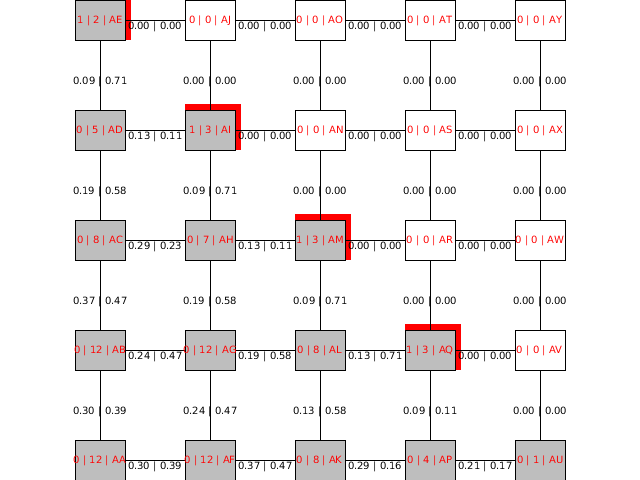 1 | 2 | AE 0.00 | 0.00 0 | 0 | AJ 0.00 | 0.00 0 | 0 | AO 0.00 | 0.00 0 | 0 | AT 0.00 | 0.00 0 | 0 | AY
0.09 | 0.71 0.00 | 0.00 0.00 | 0.00 0.00 | 0.00 0.00 | 0.00
0 | 5 | AD 0.13 | 0.11 1 | 3 | AI 0.00 | 0.00 0 | 0 | AN 0.00 | 0.00 0 | 0 | AS 0.00 | 0.00 0 | 0 | AX
0.19 | 0.58 0.09 | 0.71 0.00 | 0.00 0.00 | 0.00 0.00 | 0.00
0 | 8 | AC 0.29 | 0.23 0 | 7 | AH 0.13 | 0.11 1 | 3 | AM 0.00 | 0.00 0 | 0 | AR 0.00 | 0.00 0 | 0 | AW
0.37 | 0.47 0.19 | 0.58 0.09 | 0.71 0.00 | 0.00 0.00 | 0.00
0 | 12 | AB 0.24 | 0.47 0 | 12 | AG 0.19 | 0.58 0 | 8 | AL 0.13 | 0.71 1 | 3 | AQ 0.00 | 0.00 0 | 0 | AV
0.30 | 0.39 0.24 | 0.47 0.13 | 0.58 0.09 | 0.11 0.00 | 0.00
0 | 12 | AA 0.30 | 0.39 0 | 12 | AF 0.37 | 0.47 0 | 8 | AK 0.29 | 0.16 0 | 4 | AP 0.21 | 0.17 0 | 1 | AU